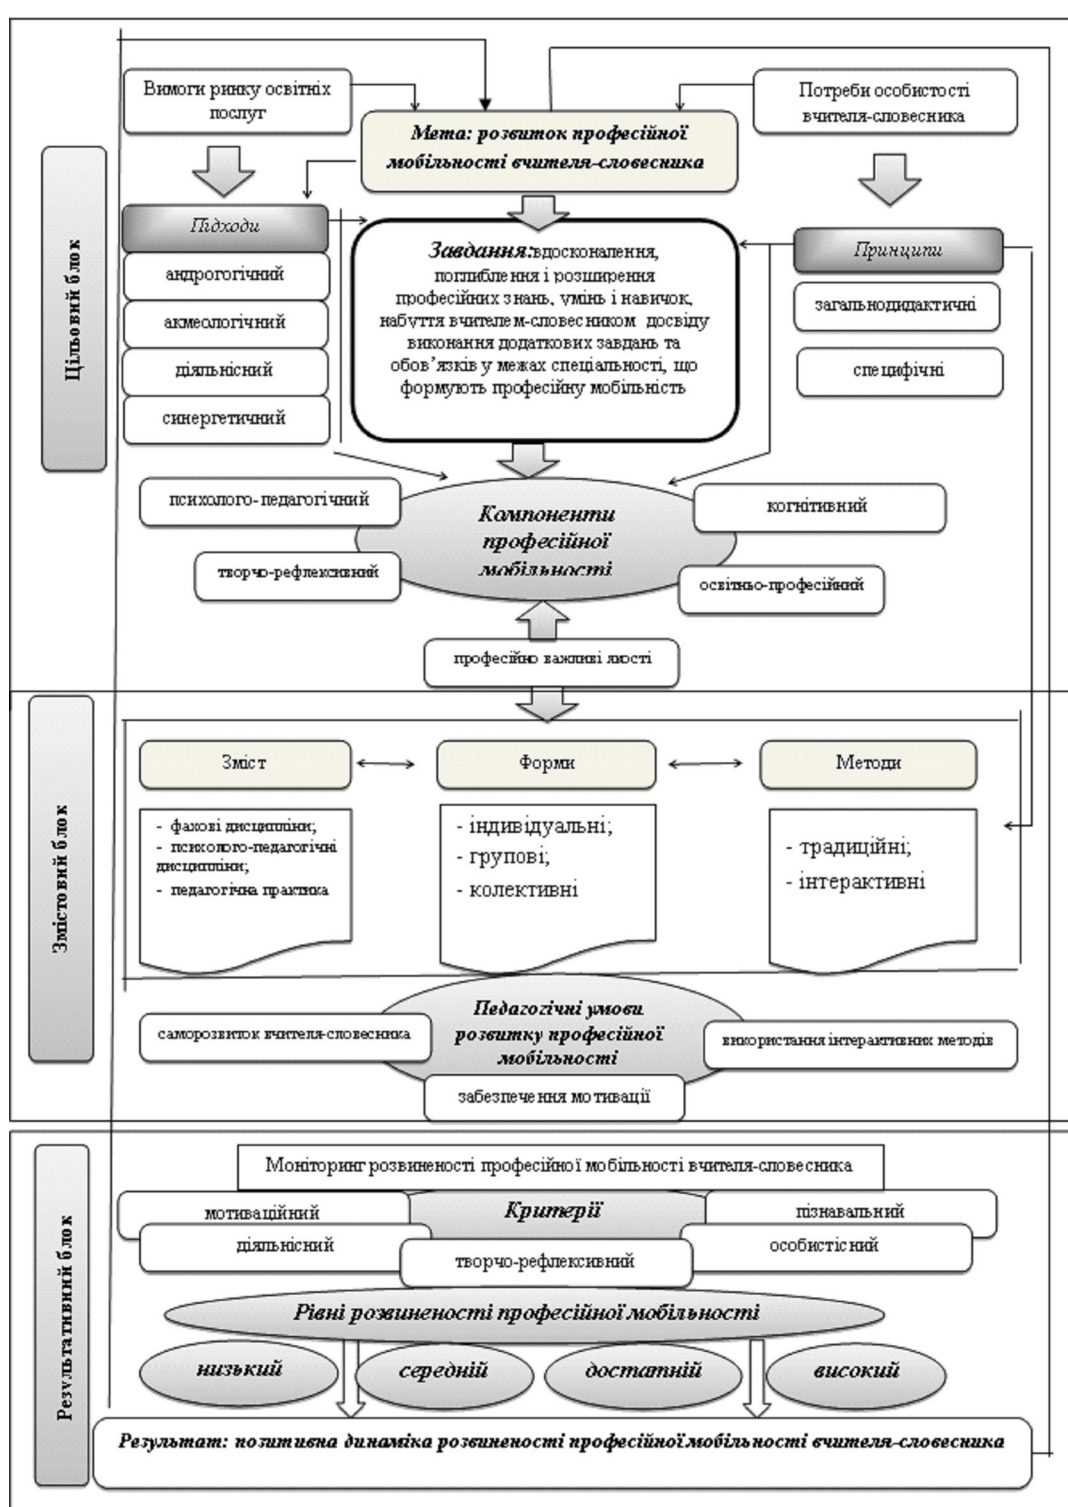 Вимоги ринку освітніх
послуг
Потреби особистості
вчителя-словесника
Мета: розвиток професійної
мобільності вчителя-словесника
Цільовий блок
Підходи
андрогогічний
акмеологічний
діяльнісний
синергетичний
Завдання:вдосконалення,
поглиблення і розширення
професійних знань, умінь і навичок,
набуття вчителем-словесником досвіду
виконання додаткових завдань та
обов’язків у межах спеціальності, що
формують професійну мобільність
Принципи
загальнодидактичні
специфічні
психолого-педагогічний
творчо-рефлексивний
Компоненти
професійної
мобільності
когнітивний
освітньо-професійний
професійно важливі якості
Змістовий блок
Зміст
Форми
Методи
- фахові дисципліни;
- психолого-педагогічні
дисципліни;
- педагогічна практика
- індивідуальні;
- групові;
- колективні
- традиційні;
- інтерактивні
Педагогічні умови
розвитку професійної
мобільності
саморозвиток вчителя-словесника
використання інтерактивних методів
забезпечення мотивації
Результативний блок
Моніторинг розвиненості професійної мобільності вчителя-словесника
Критерії
мотиваційний
пізнавальний
діяльнісний
особистісний
творчо-рефлексивний
Рівні розвиненості професійної мобільності
низький
середній
достатній
високий
Результат: позитивна динаміка розвиненості професійної мобільності вчителя-словесника